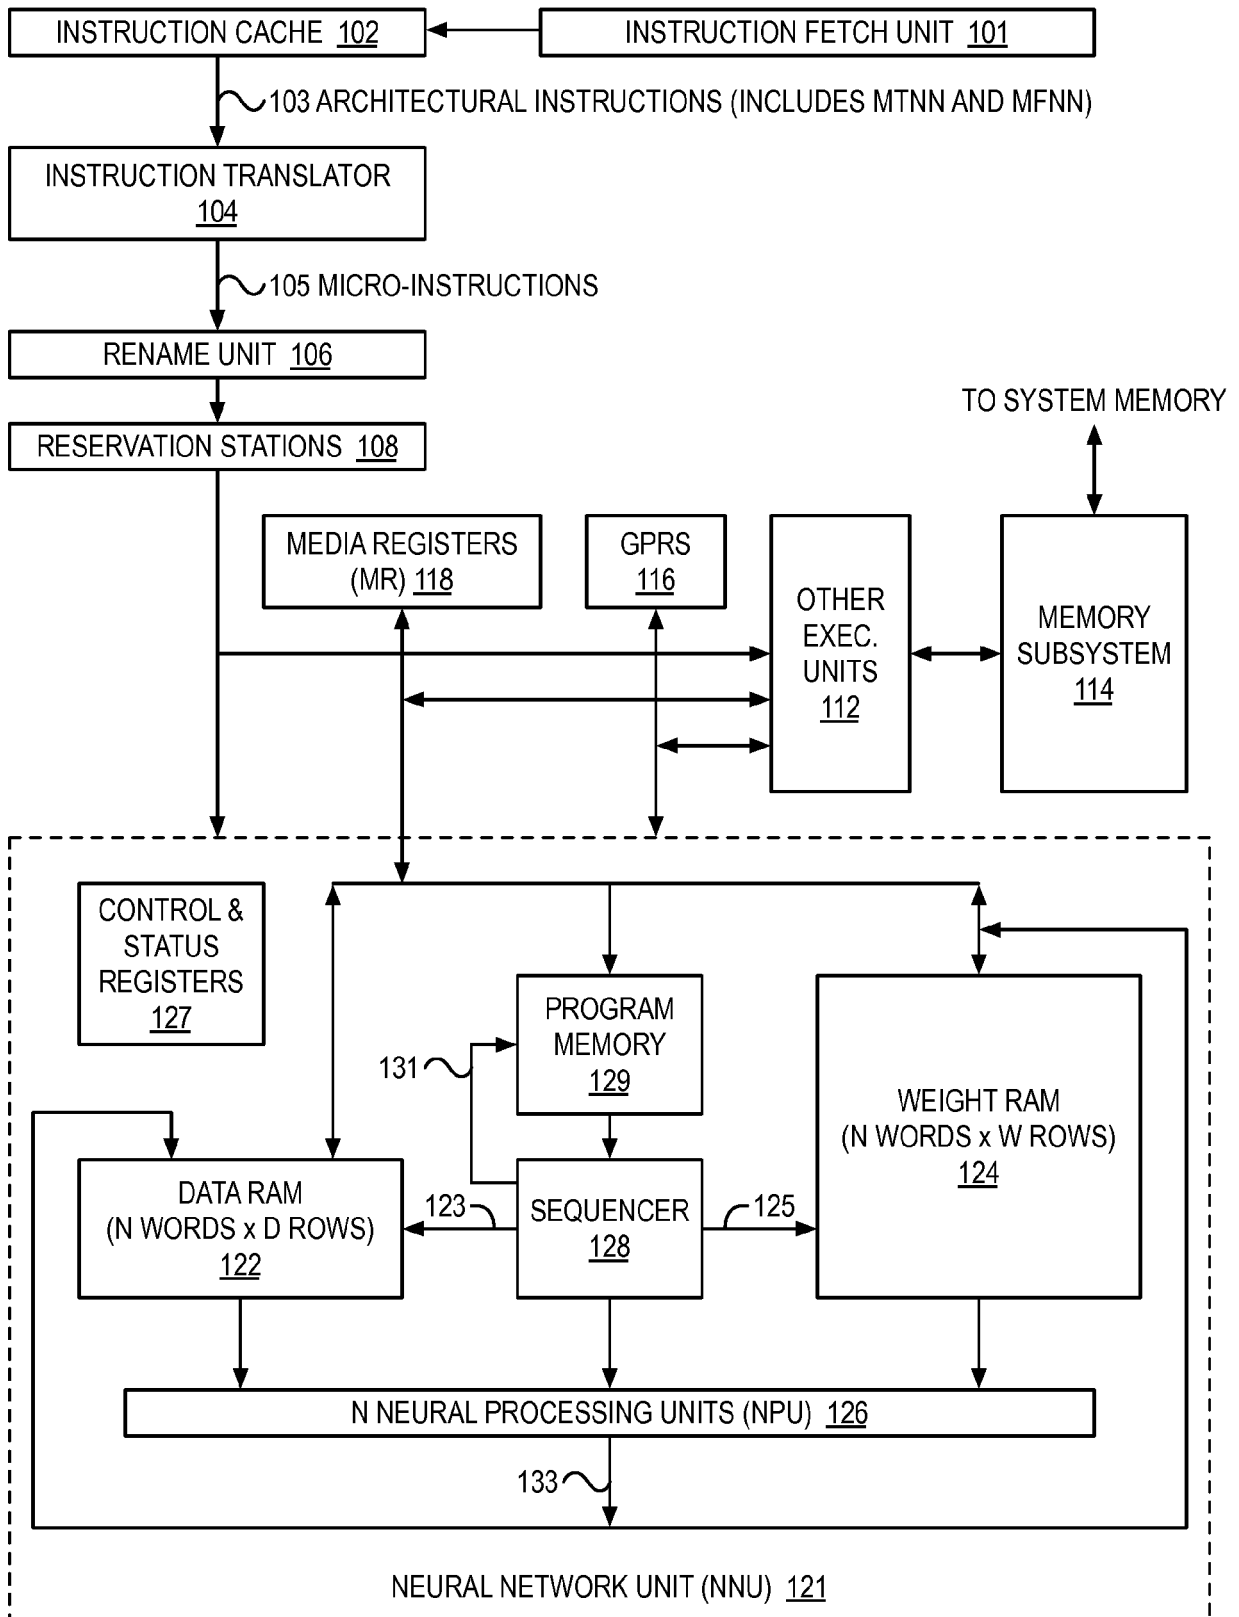 INSTRUCTION CACHE 102
INSTRUCTION FETCH UNIT 101
103 ARCHITECTURAL INSTRUCTIONS (INCLUDES MTNN AND MFNN)
INSTRUCTION TRANSLATOR
104
105 MICRO-INSTRUCTIONS
RENAME UNIT 106
TO SYSTEM MEMORY
RESERVATION STATIONS 108
MEDIA REGISTERS
(MR) 118
GPRS
116
OTHER
EXEC.
UNITS
112
MEMORY
SUBSYSTEM
114
CONTROL &
STATUS
REGISTERS
127
PROGRAM
MEMORY
129
131
WEIGHT RAM
(N WORDS x W ROWS)
124
DATA RAM
(N WORDS x D ROWS)
122
123
SEQUENCER
128
125
N NEURAL PROCESSING UNITS (NPU) 126
133
NEURAL NETWORK UNIT (NNU) 121